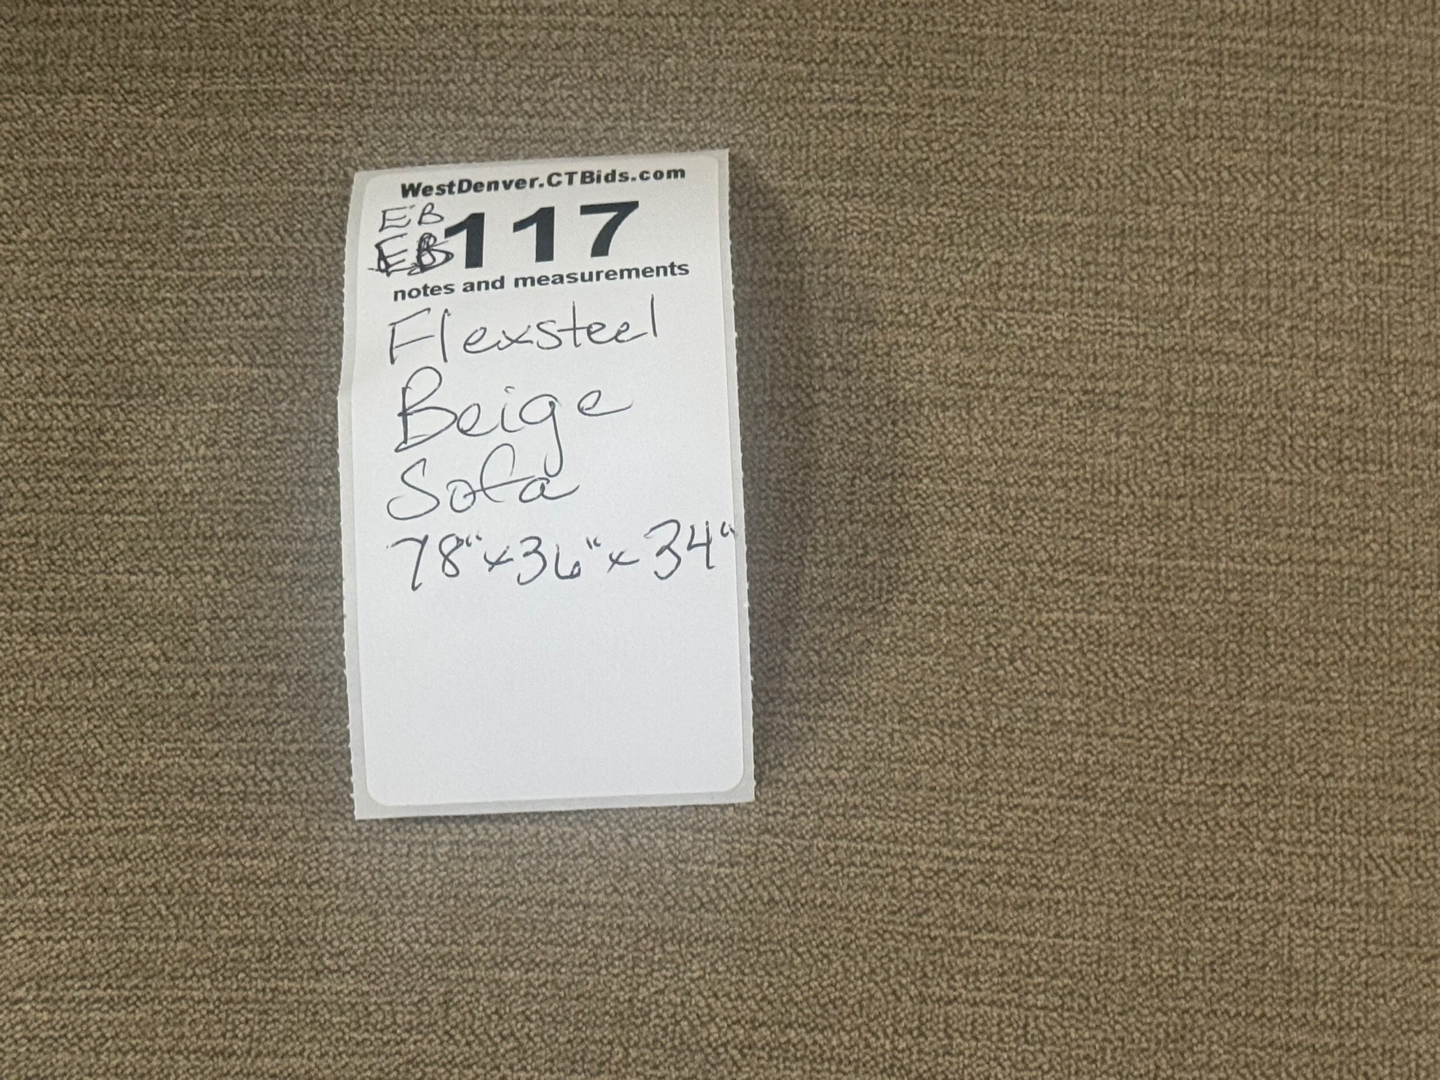 WestDenver.CTBids.com
EB
EB117
notes and measurements
Flexsteel
Beige
Sofa
78"x36"x34"